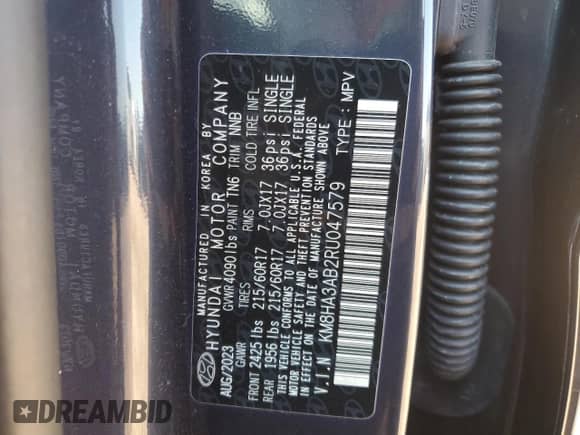 MANUFACTURED IN KOREA BY
HYUNDAI MOTOR COMPANY
AUG/2023 GVWR 4090 lbs PAINT TN6 TRIM NNB
GAWR RIMS COLD TIRE INFL
FRONT 2425 lbs 215/60R17 7.0JX17 36psi SINGLE
REAR 1956 lbs 215/60R17 7.0JX17 36psi SINGLE
THIS VEHICLE CONFORMS TO ALL APPLICABLE U.S.A. FEDERAL
MOTOR VEHICLE SAFETY AND THEFT PREVENTION STANDARDS
IN EFFECT ON THE DATE OF MANUFACTURE SHOWN ABOVE
V.I.N KM8HA3AB2RU047579 TYPE : MPV
DREAMBID